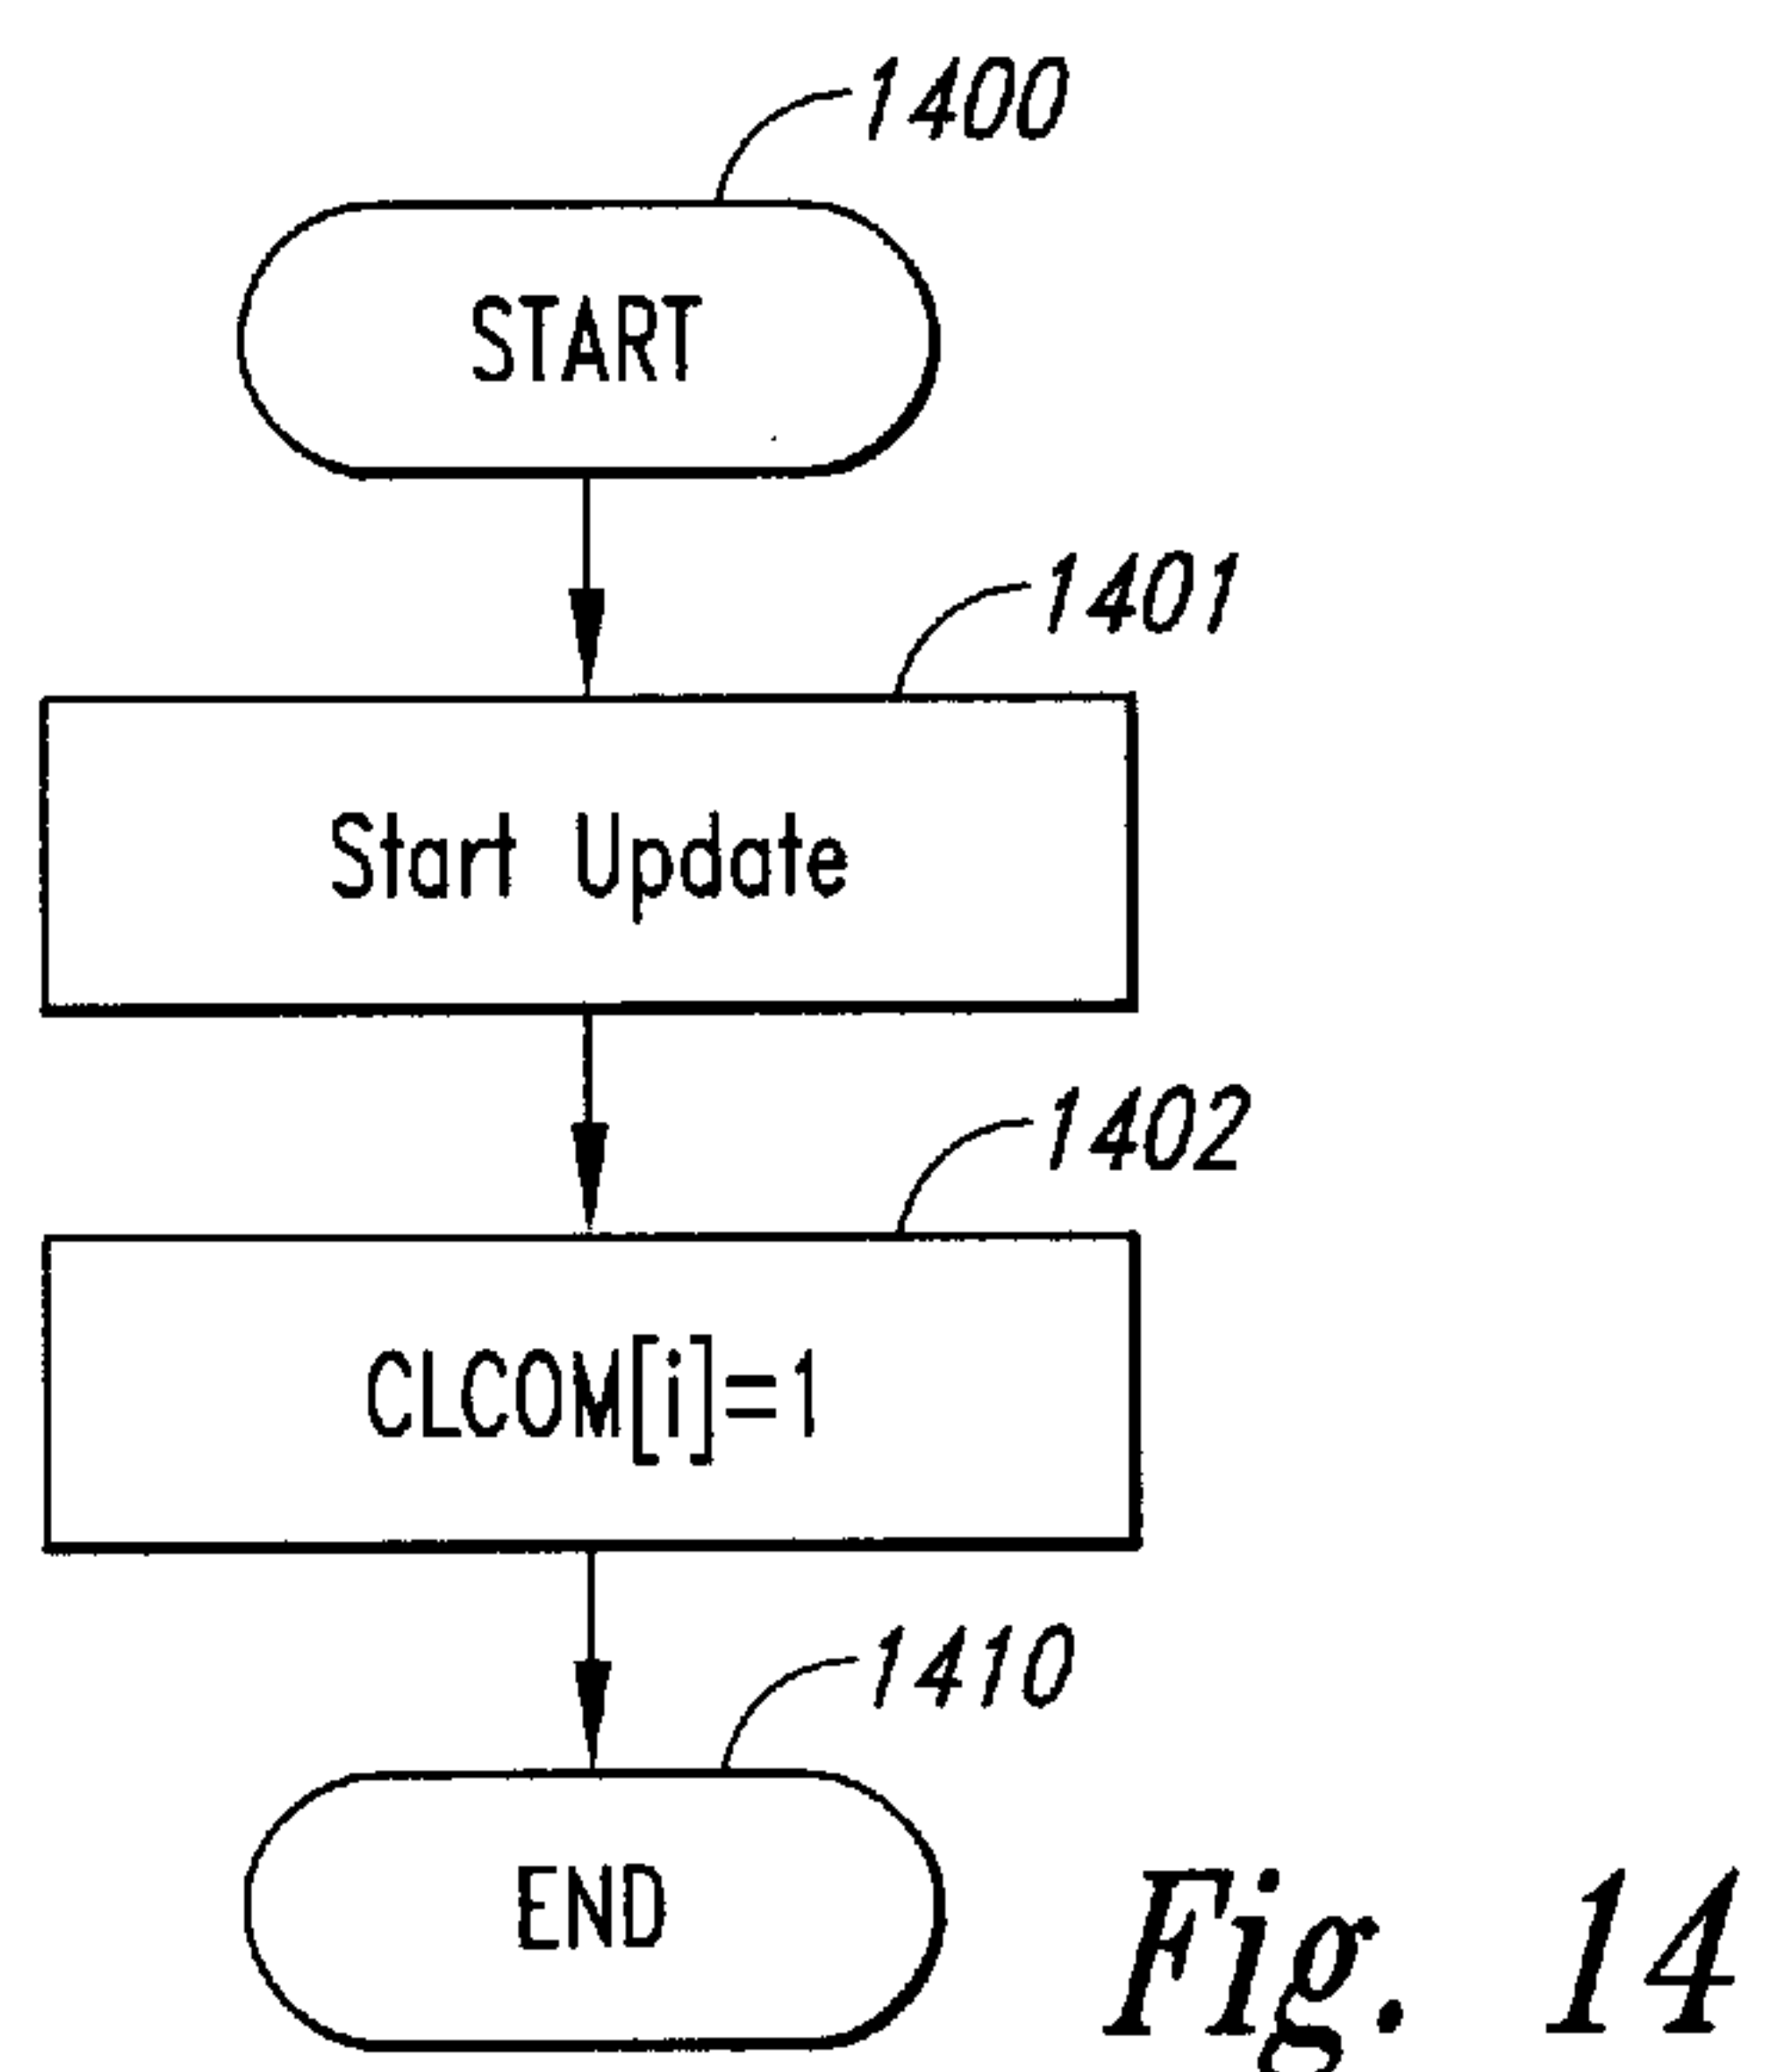 1400
START
1401
Start Update
1402
CLCOM[i]=1
1410
END
Fig. 14